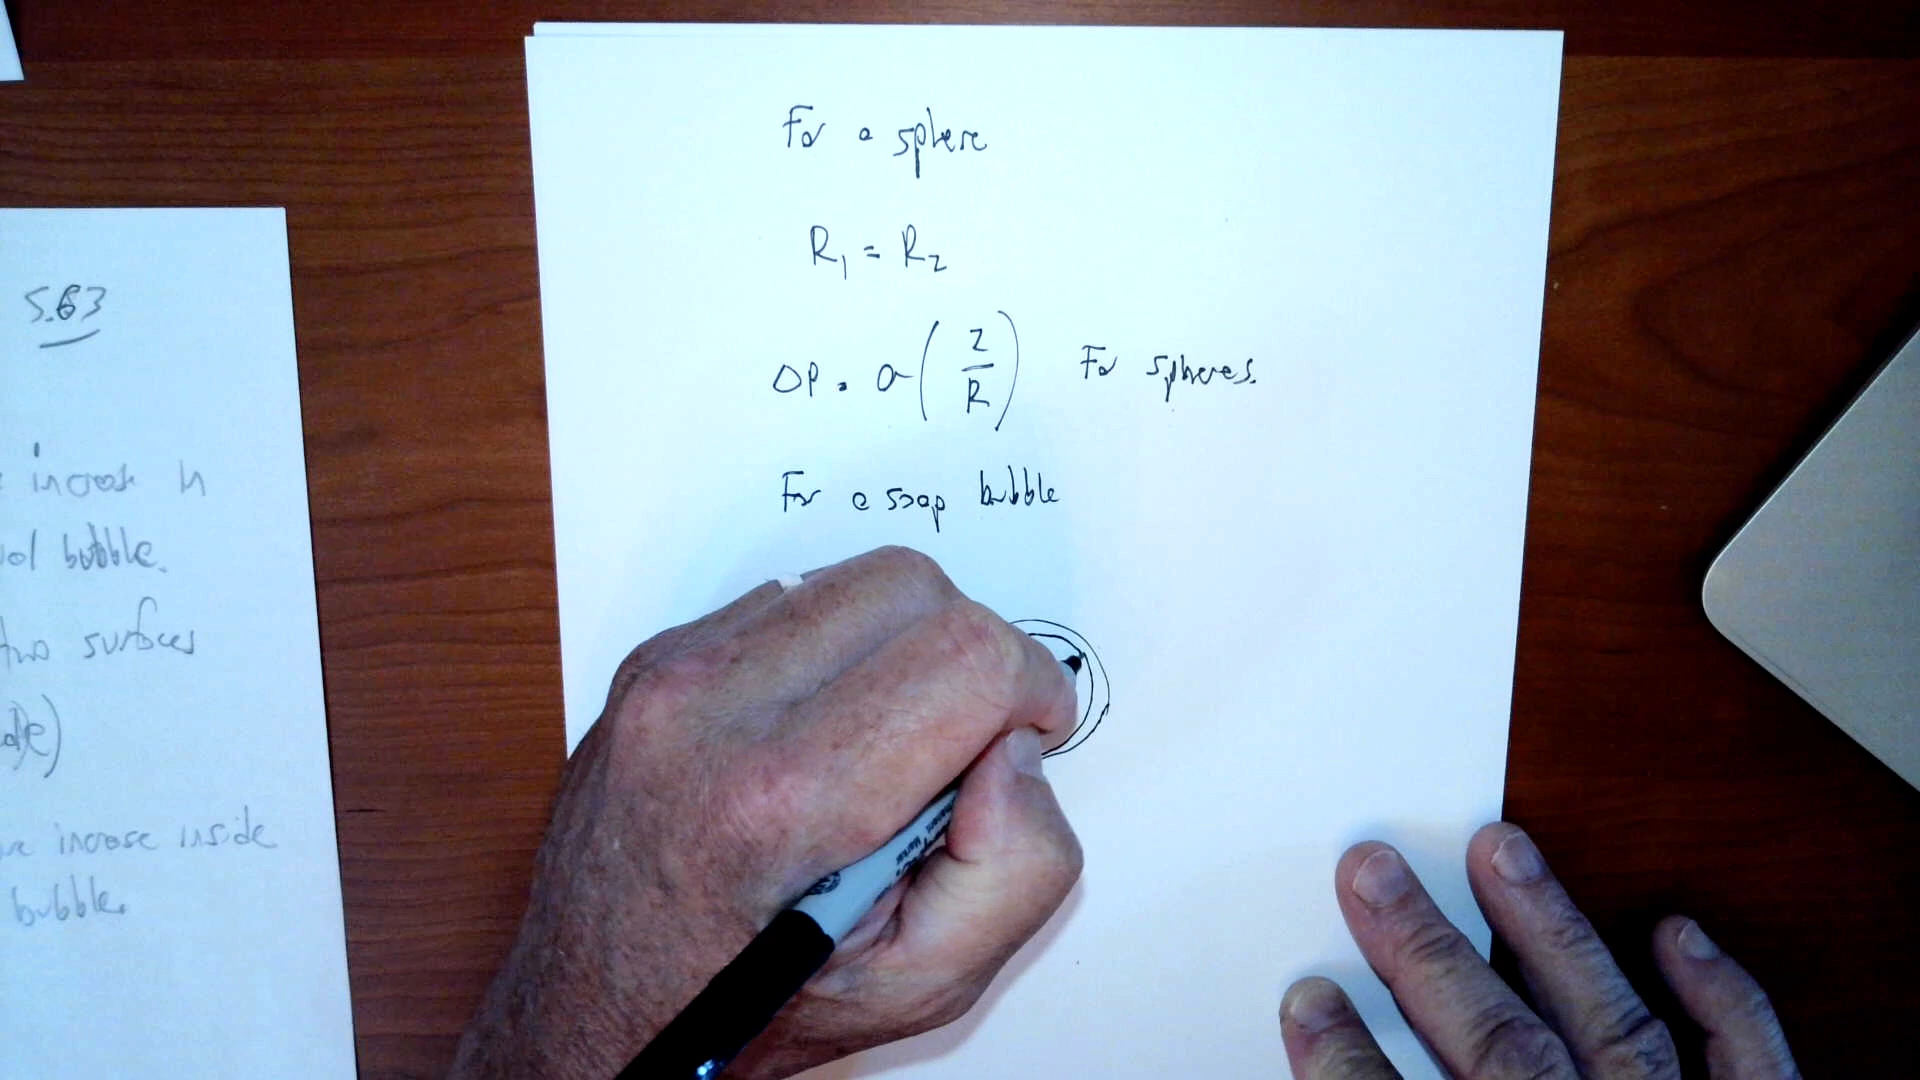 For a sphere
R₁ = R₂
ΔP = σ(2/R) For spheres.
For a soap bubble
5.63
increase in
bubble.
two surfaces
increase inside
bubble.